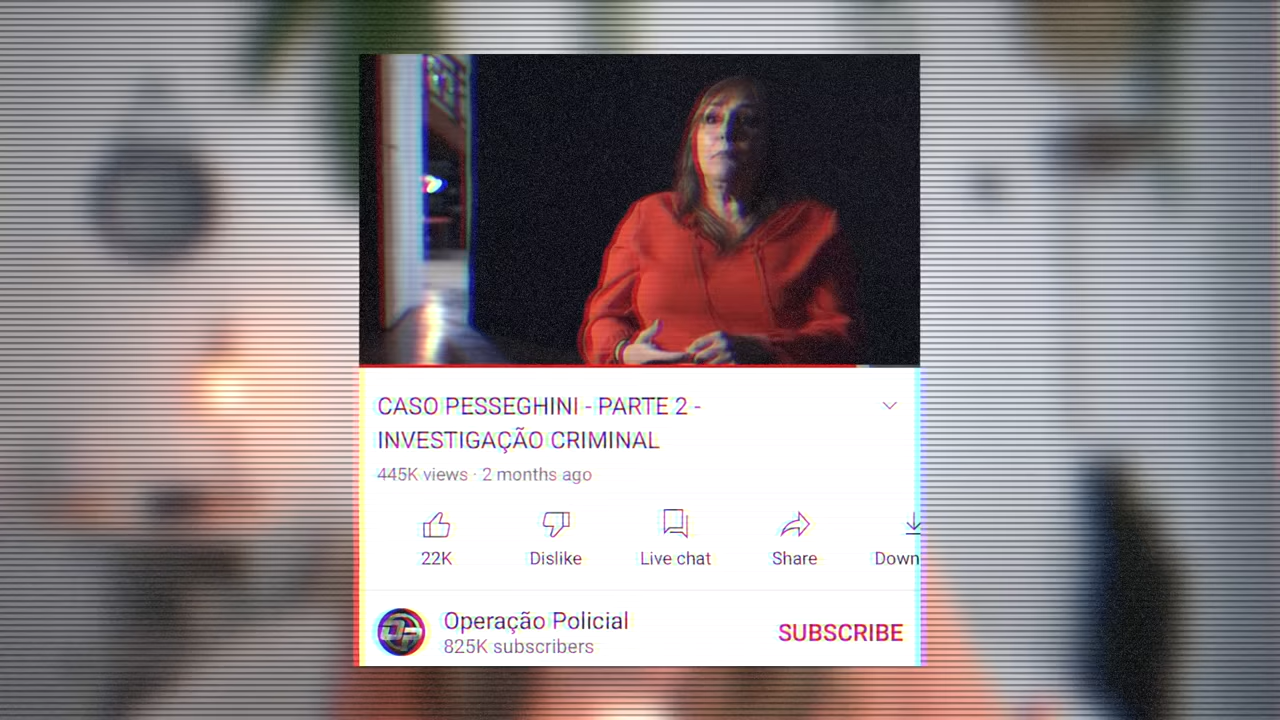 CASO PESSEGHINI - PARTE 2 -
INVESTIGAÇÃO CRIMINAL
445K views · 2 months ago
22K
Dislike
Live chat
Share
Down
Operação Policial
825K subscribers
SUBSCRIBE